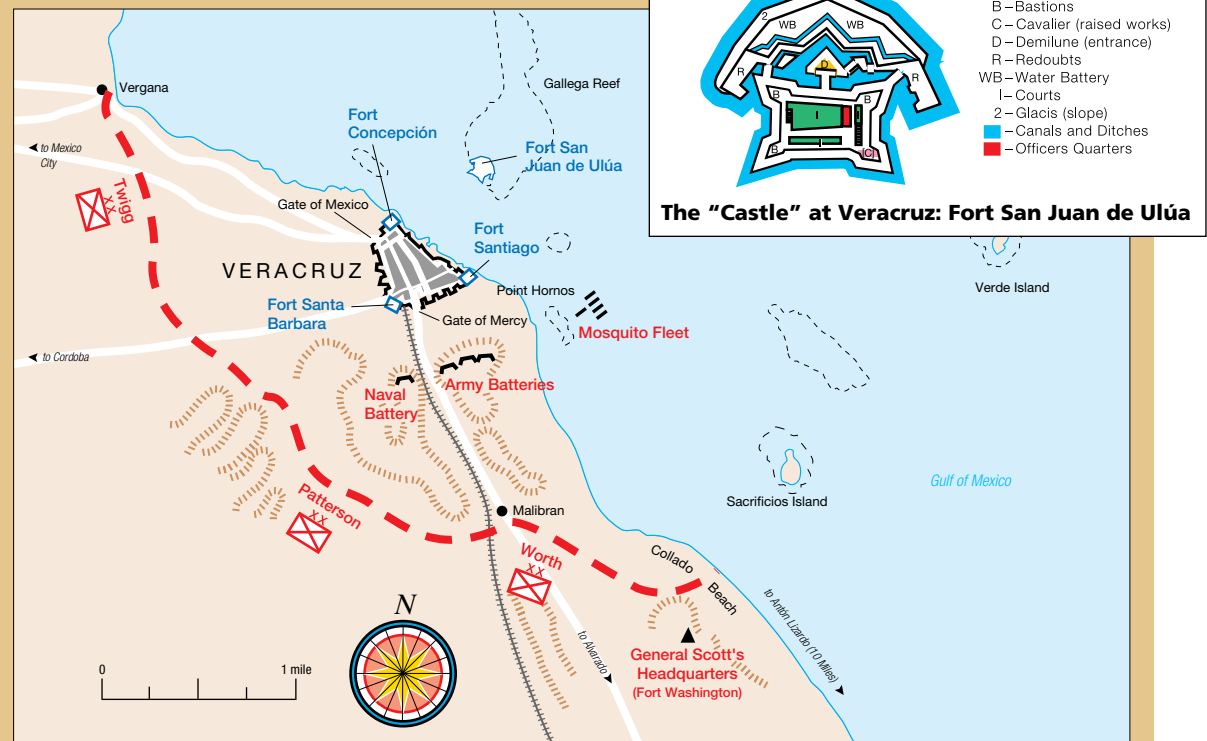 B – Bastions
C – Cavalier (raised works)
D – Demilune (entrance)
R – Redoubts
WB – Water Battery
I – Courts
2 – Glacis (slope)
– Canals and Ditches
– Officers Quarters
2
WB
WB
D
R
R
B
B
I
B
I
(C)
The “Castle” at Veracruz: Fort San Juan de Ulúa
Vergana
Gallega Reef
Fort
Concepción
to Mexico
City
Fort San
Juan de Ulúa
Twigg
XX
Gate of Mexico
Fort
Santiago
VERACRUZ
Verde Island
Point Hornos
Fort Santa
Barbara
Gate of Mercy
Mosquito Fleet
to Cordoba
Naval
Battery
Army Batteries
Gulf of Mexico
Sacrificios Island
Patterson
XX
Malibran
Worth
XX
Collado
Beach
to Antón Lizardo (10 Miles)
N
to Alvarado
General Scott's
Headquarters
(Fort Washington)
0
1 mile